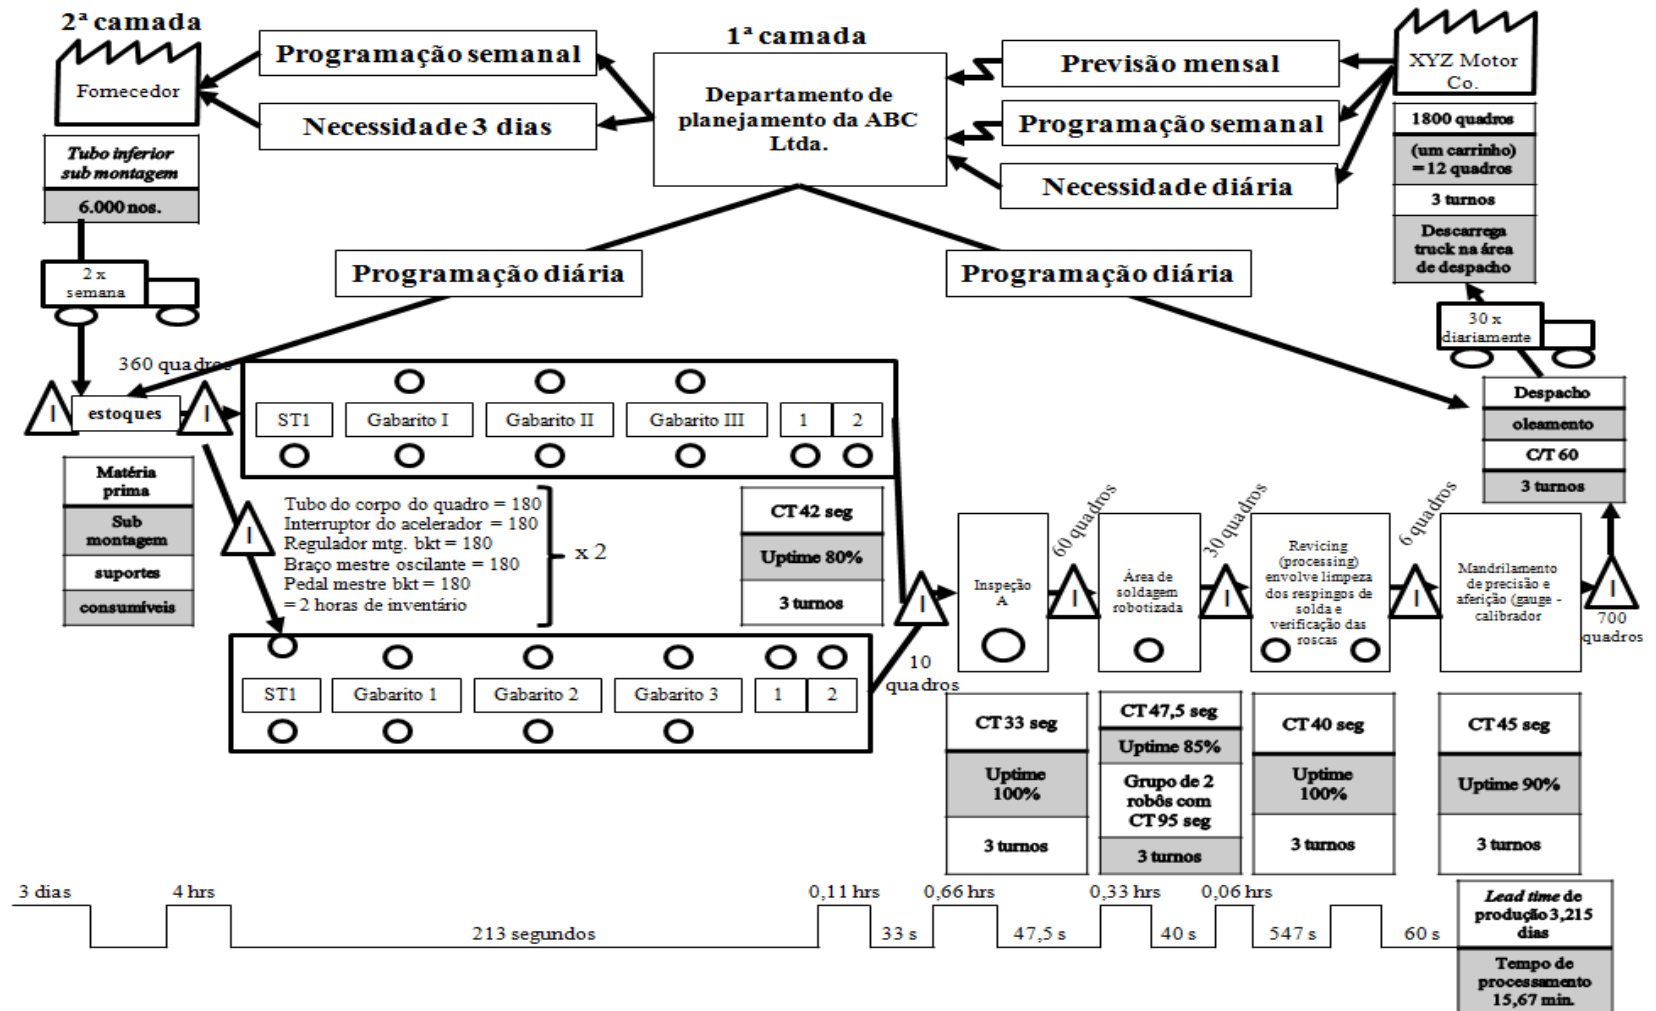 2ª camada
Fornecedor
Programação semanal
Necessidade 3 dias
1ª camada
Departamento de
planejamento da ABC
Ltda.
Previsão mensal
Programação semanal
Necessidade diária
XYZ Motor
Co.
1800 quadros
(um carrinho)
= 12 quadros
3 turnos
Descarrega
truck na área
de despacho
Tubo inferior
sub montagem
6.000 nos.
2 x
semana
Programação diária
Programação diária
30 x
diariamente
360 quadros
I
estoques
I
Matéria
prima
Sub
montagem
suportes
consumíveis
ST1
Gabarito I
Gabarito II
Gabarito III
1
2
Despacho
oleamento
C/T 60
3 turnos
I
Tubo do corpo do quadro = 180
Interruptor do acelerador = 180
Regulador mtg. bkt = 180
Braço mestre oscilante = 180
Pedal mestre bkt = 180
= 2 horas de inventário
x 2
CT 42 seg
Uptime 80%
3 turnos
ST1
Gabarito 1
Gabarito 2
Gabarito 3
1
2
I
10
quadros
Inspeção
A
60 quadros
I
Área de
soldagem
robotizada
30 quadros
I
Revicing
(processing)
envolve limpeza
dos respingos de
solda e
verificação das
roscas
6 quadros
I
Mandrilamento
de precisão e
aferição (gauge -
calibrador
I
700
quadros
CT 33 seg
Uptime
100%
3 turnos
CT 47,5 seg
Uptime 85%
Grupo de 2
robôs com
CT 95 seg
3 turnos
CT 40 seg
Uptime
100%
3 turnos
CT 45 seg
Uptime 90%
3 turnos
3 dias
4 hrs
213 segundos
0,11 hrs
33 s
0,66 hrs
47,5 s
0,33 hrs
40 s
0,06 hrs
547 s
60 s
Lead time de
produção 3,215
dias
Tempo de
processamento
15,67 min.